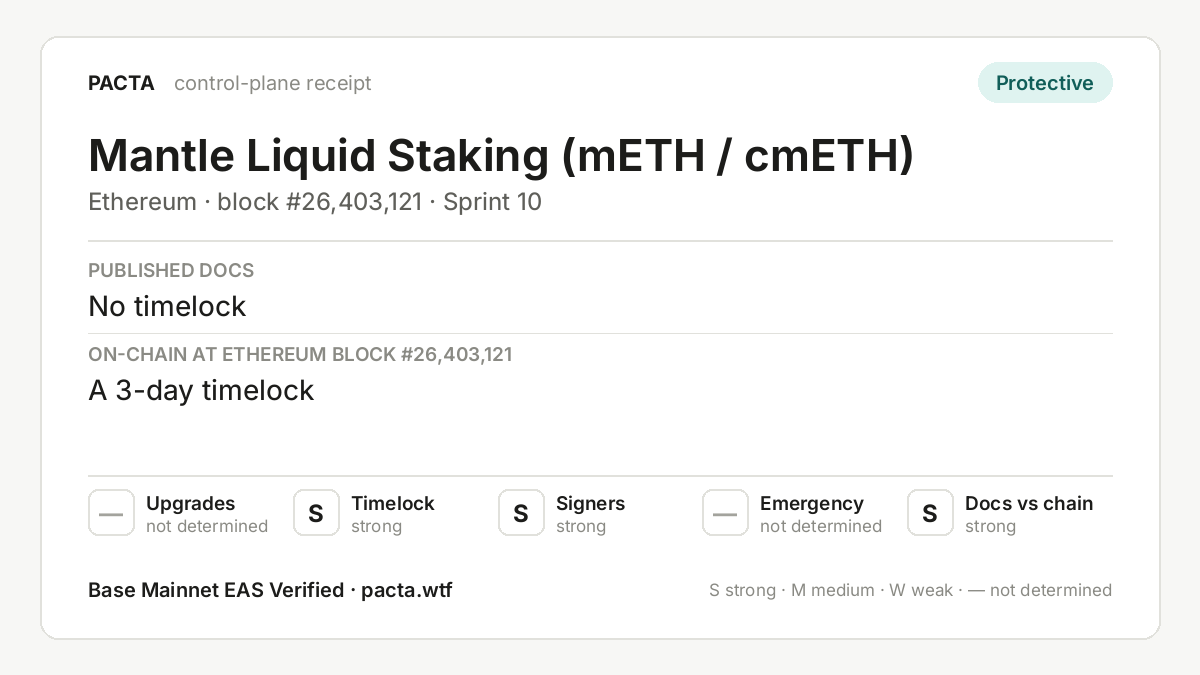 PACTA control-plane receipt Protective
Mantle Liquid Staking (mETH / cmETH)
Ethereum · block #26,403,121 · Sprint 10
PUBLISHED DOCS
No timelock
ON-CHAIN AT ETHEREUM BLOCK #26,403,121
A 3-day timelock
— Upgrades not determined
S Timelock strong
S Signers strong
— Emergency not determined
S Docs vs chain strong
Base Mainnet EAS Verified · pacta.wtf
S strong · M medium · W weak · — not determined